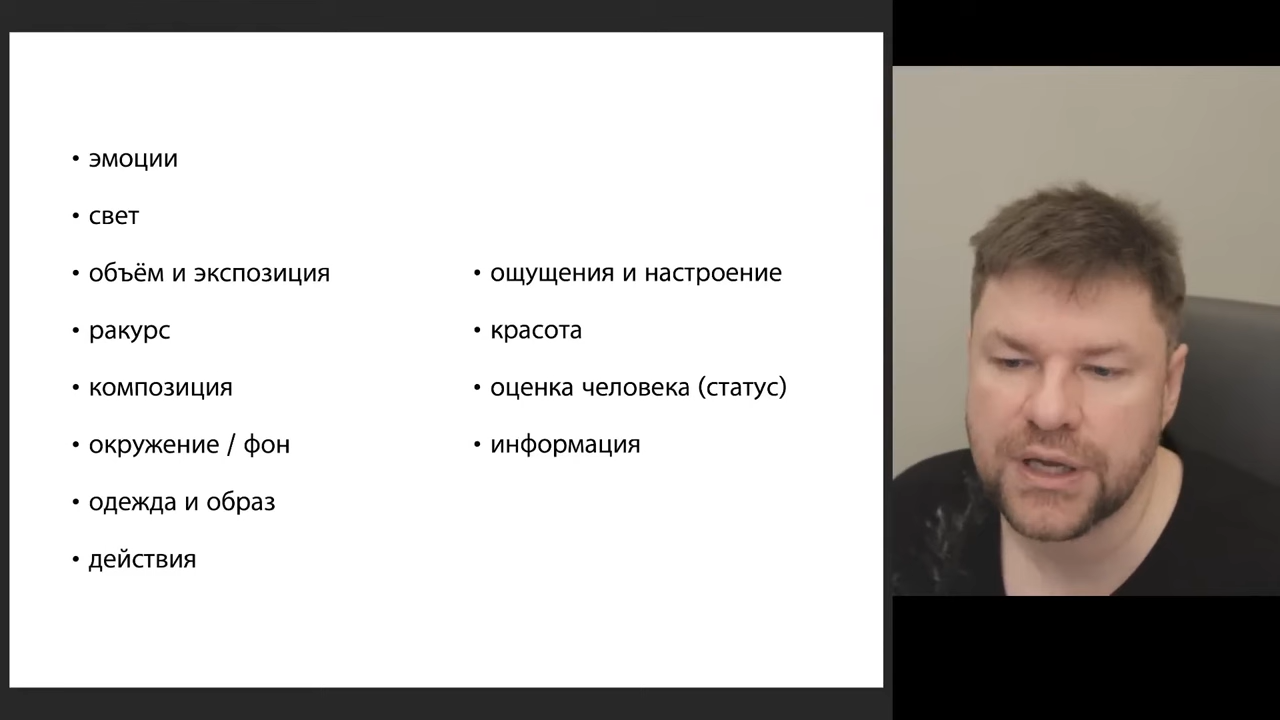 • эмоции
• свет
• объём и экспозиция
• ракурс
• композиция
• окружение / фон
• одежда и образ
• действия
• ощущения и настроение
• красота
• оценка человека (статус)
• информация